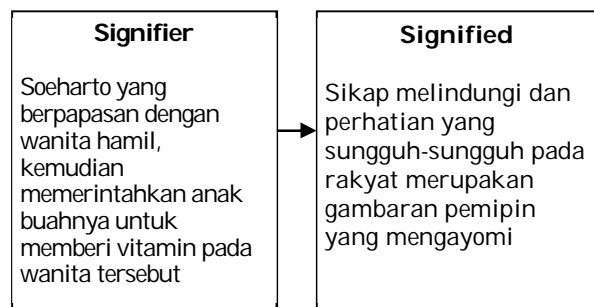 Signifier
Soeharto yang
berpapasan dengan
wanita hamil,
kemudian
memerintahkan anak
buahnya untuk
memberi vitamin pada
wanita tersebut
Signified
Sikap melindungi dan
perhatian yang
sungguh-sungguh pada
rakyat merupakan
gambaran pemipin
yang mengayomi